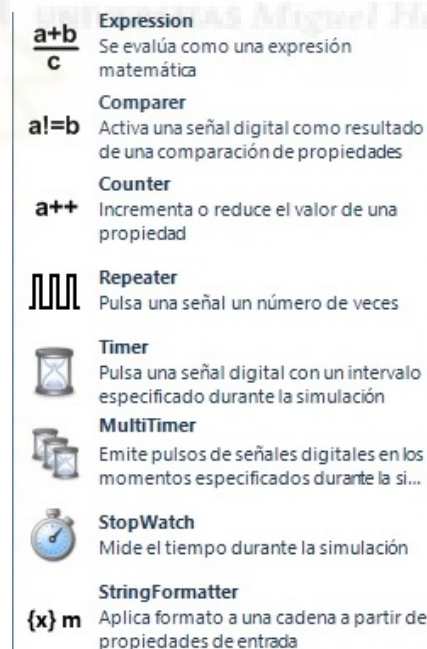 UNIVERSITAS Miguel He
a+b
c
Expression
Se evalúa como una expresión
matemática
a!=b
Comparer
Activa una señal digital como resultado
de una comparación de propiedades
a++
Counter
Incrementa o reduce el valor de una
propiedad
Repeater
Pulsa una señal un número de veces
Timer
Pulsa una señal digital con un intervalo
especificado durante la simulación
MultiTimer
Emite pulsos de señales digitales en los
momentos especificados durante la si...
StopWatch
Mide el tiempo durante la simulación
{x} m
StringFormatter
Aplica formato a una cadena a partir de
propiedades de entrada